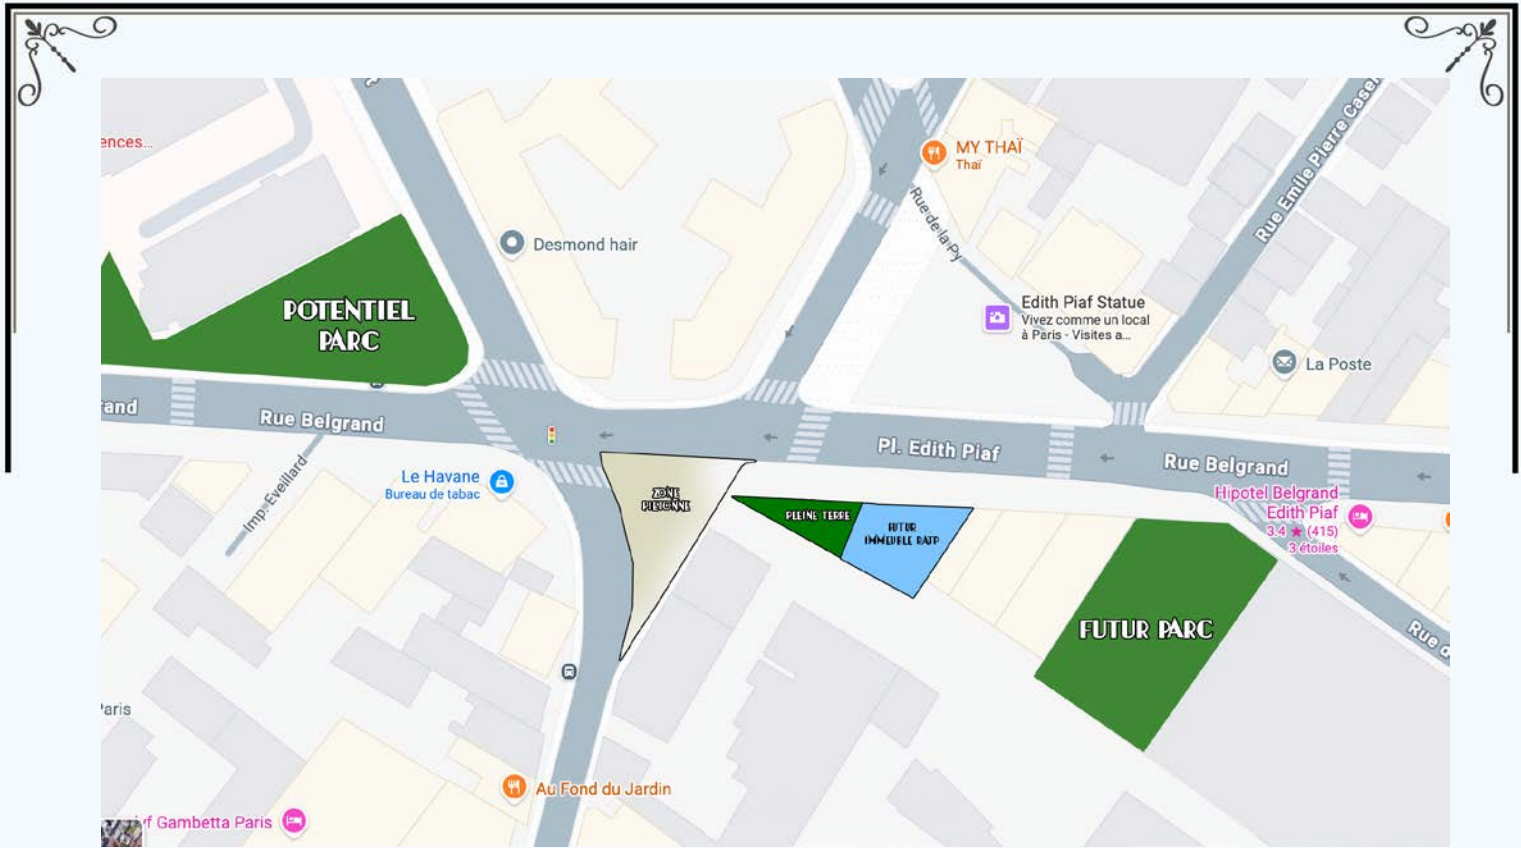 ences...
MY THAÏ
Thaï
Rue Emile Pierre Casel
Rue de la Py
Desmond hair
POTENTIEL
PARC
Edith Piaf Statue
Vivez comme un local
à Paris - Visites a...
La Poste
rand
Rue Belgrand
Pl. Edith Piaf
Rue Belgrand
Imp. Eveillard
Le Havane
Bureau de tabac
ZONE
PIETONNE
PLEINE TERRE
FUTUR
IMMEUBLE RATP
Hipotel Belgrand
Edith Piaf
3.4 ★ (415)
3 étoiles
FUTUR PARC
Rue d
Paris
Au Fond du Jardin
yf Gambetta Paris